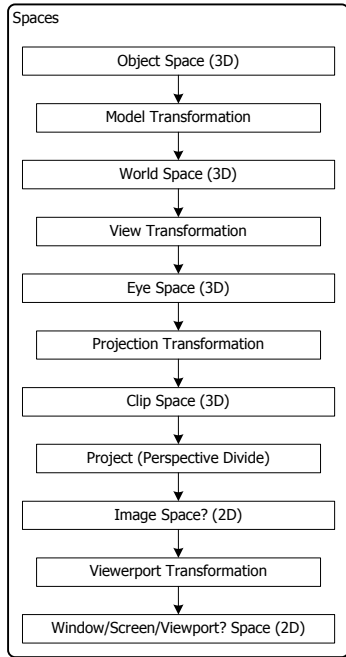 Spaces
Object Space (3D)
Model Transformation
World Space (3D)
View Transformation
Eye Space (3D)
Projection Transformation
Clip Space (3D)
Project (Perspective Divide)
Image Space? (2D)
Viewerport Transformation
Window/Screen/Viewport? Space (2D)